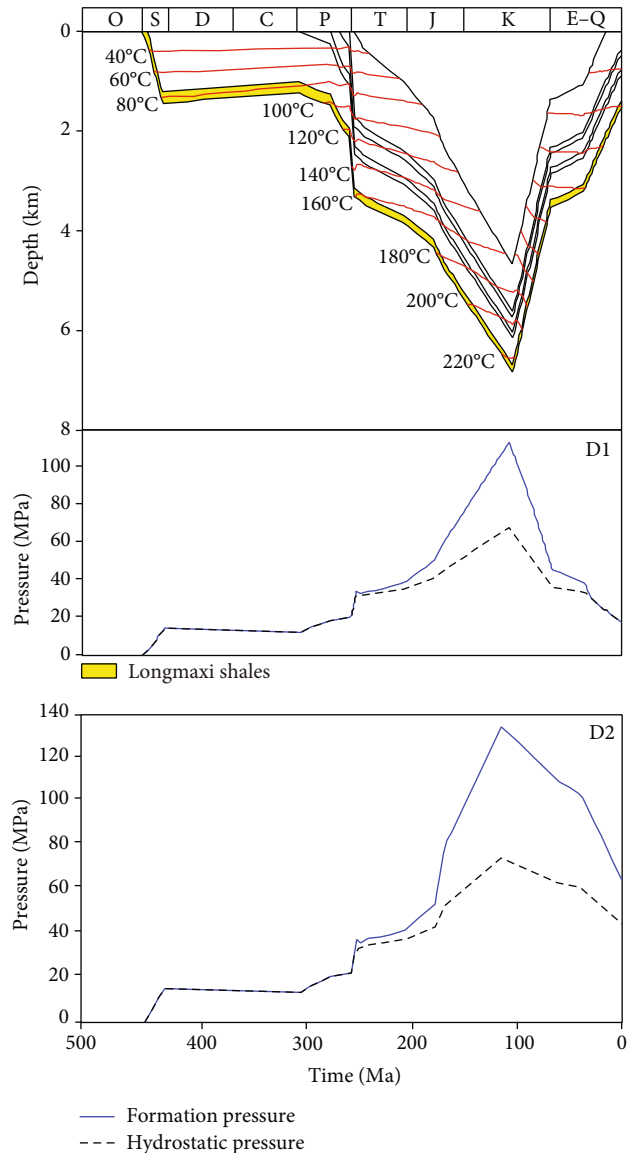 O S D C P T J K E–Q
0
2
4
6
8
Depth (km)
40°C
60°C
80°C
100°C
120°C
140°C
160°C
180°C
200°C
220°C
D1
100
80
60
40
20
0
Pressure (MPa)
Longmaxi shales
D2
140
120
100
80
60
40
20
0
Pressure (MPa)
500 400 300 200 100 0
Time (Ma)
Formation pressure
Hydrostatic pressure